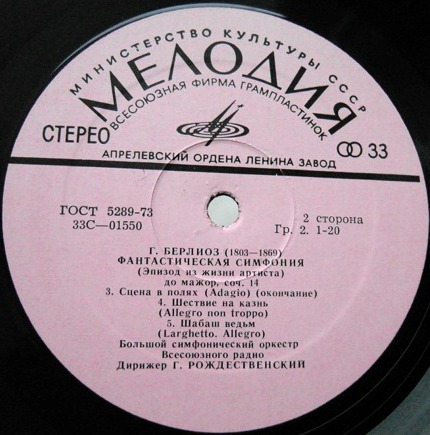 МИНИСТЕРСТВО КУЛЬТУРЫ СССР
МЕЛОДИЯ
ВСЕСОЮЗНАЯ ФИРМА ГРАМПЛАСТИНОК
СТЕРЕО
33
АПРЕЛЕВСКИЙ ОРДЕНА ЛЕНИНА ЗАВОД
ГОСТ 5289-73
33С—01550
2 сторона
Гр. 2. 1-20
Г. БЕРЛИОЗ (1803—1869)
ФАНТАСТИЧЕСКАЯ СИМФОНИЯ
(Эпизод из жизни артиста)
до мажор, соч. 14
3. Сцена в полях (Adagio) (окончание)
4. Шествие на казнь
(Allegro non troppo)
5. Шабаш ведьм
(Larghetto. Allegro)
Большой симфонический оркестр
Всесоюзного радио
Дирижер Г. РОЖДЕСТВЕНСКИЙ